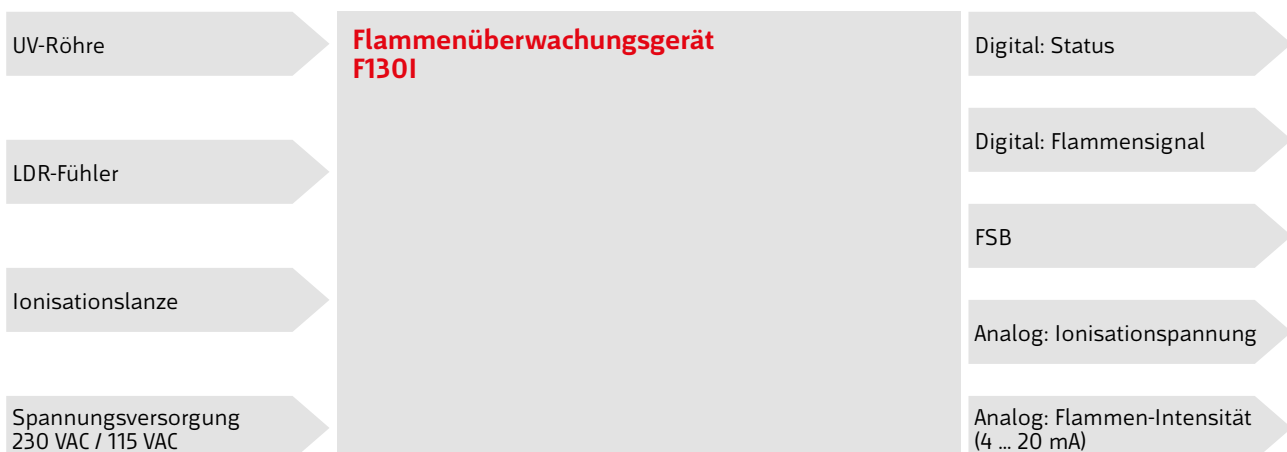 UV-Röhre
LDR-Fühler
Ionisationslanze
Spannungsversorgung
230 VAC / 115 VAC
Flammenüberwachungsgerät
F130I
Digital: Status
Digital: Flammensignal
FSB
Analog: Ionisationspannung
Analog: Flammen-Intensität
(4 ... 20 mA)